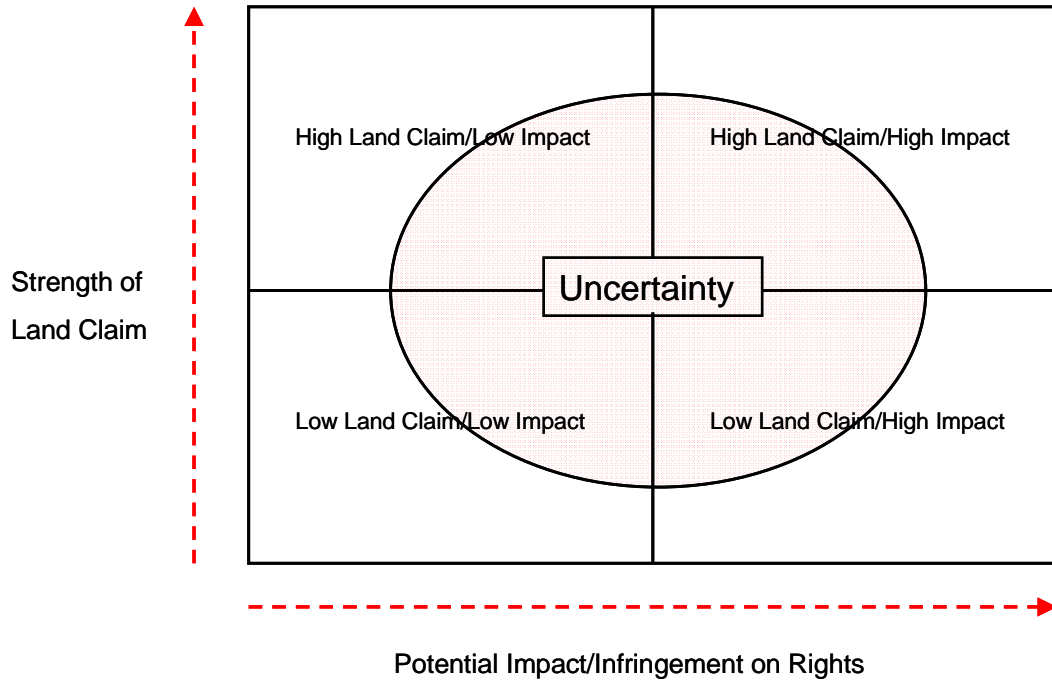 High Land Claim/Low Impact
High Land Claim/High Impact
Strength of
Land Claim
Uncertainty
Low Land Claim/Low Impact
Low Land Claim/High Impact
Potential Impact/Infringement on Rights